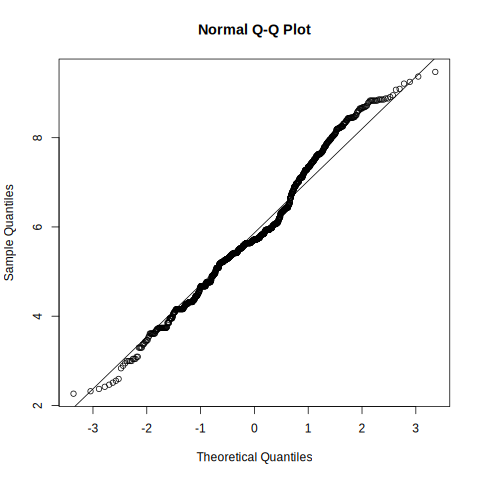 Normal Q-Q Plot
Sample Quantiles
8
6
4
2
-3 -2 -1 0 1 2 3
Theoretical Quantiles